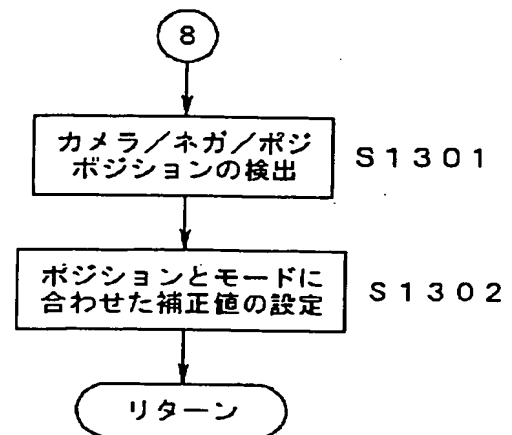 8
カメラ/ネガ/ポジ
ポジションの検出
S1301
ポジションとモードに
合わせた補正値の設定
S1302
リターン